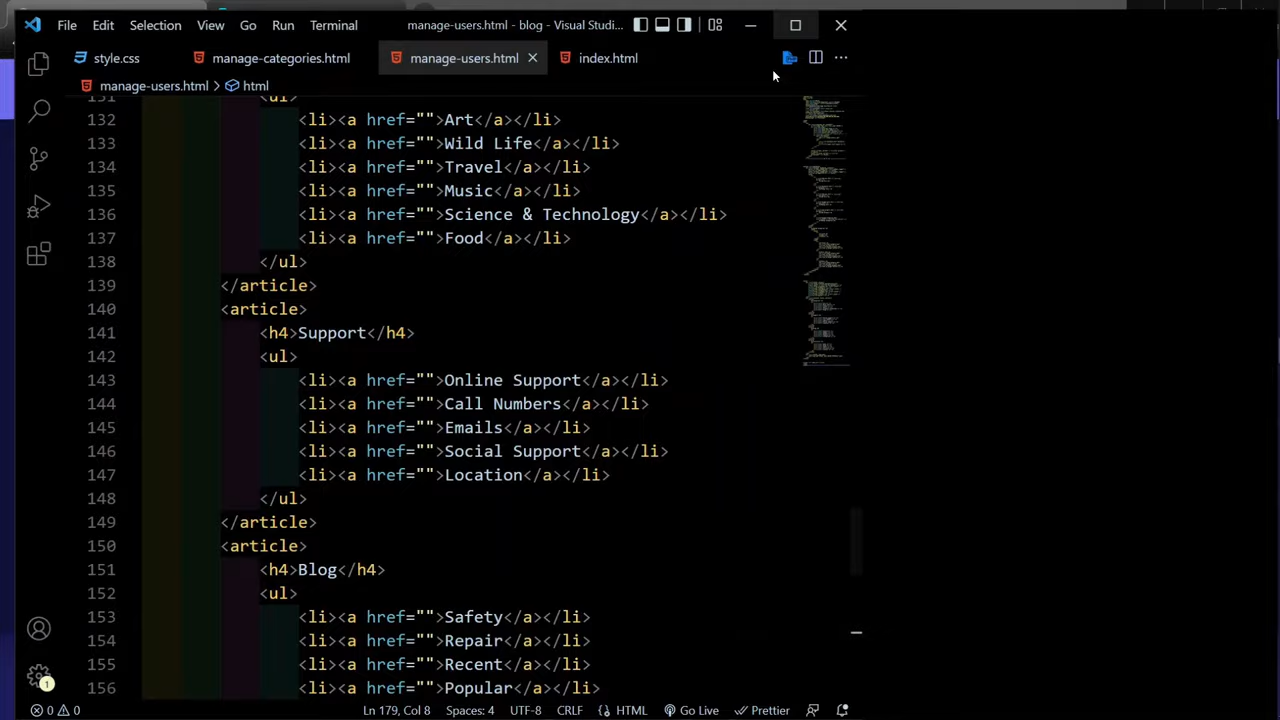 File Edit Selection View Go Run Terminal manage-users.html - blog - Visual Studi...
style.css manage-categories.html manage-users.html index.html
manage-users.html > html
131 <ul>
132 <li><a href="">Art</a></li>
133 <li><a href="">Wild Life</a></li>
134 <li><a href="">Travel</a></li>
135 <li><a href="">Music</a></li>
136 <li><a href="">Science & Technology</a></li>
137 <li><a href="">Food</a></li>
138 </ul>
139 </article>
140 <article>
141 <h4>Support</h4>
142 <ul>
143 <li><a href="">Online Support</a></li>
144 <li><a href="">Call Numbers</a></li>
145 <li><a href="">Emails</a></li>
146 <li><a href="">Social Support</a></li>
147 <li><a href="">Location</a></li>
148 </ul>
149 </article>
150 <article>
151 <h4>Blog</h4>
152 <ul>
153 <li><a href="">Safety</a></li>
154 <li><a href="">Repair</a></li>
155 <li><a href="">Recent</a></li>
156 <li><a href="">Popular</a></li>
1
0 0 Ln 179, Col 8 Spaces: 4 UTF-8 CRLF HTML Go Live Prettier